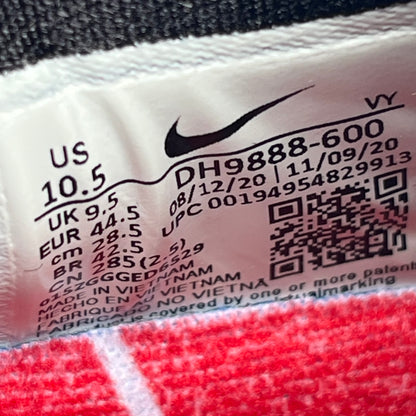 VY
US
10.5
UK 9.5
EUR 44.5
cm 28.5
BR 42.5
CN 285(2.5)
DH9888-600
08/12/20 | 11/09/20
UPC 00194954829913
MADE IN VIETNAM
HECHO EN VIETNAM
FABRIQUÉ AU VIETNAM
FABRICADO NO VIETNÃ
is covered by one or more patents